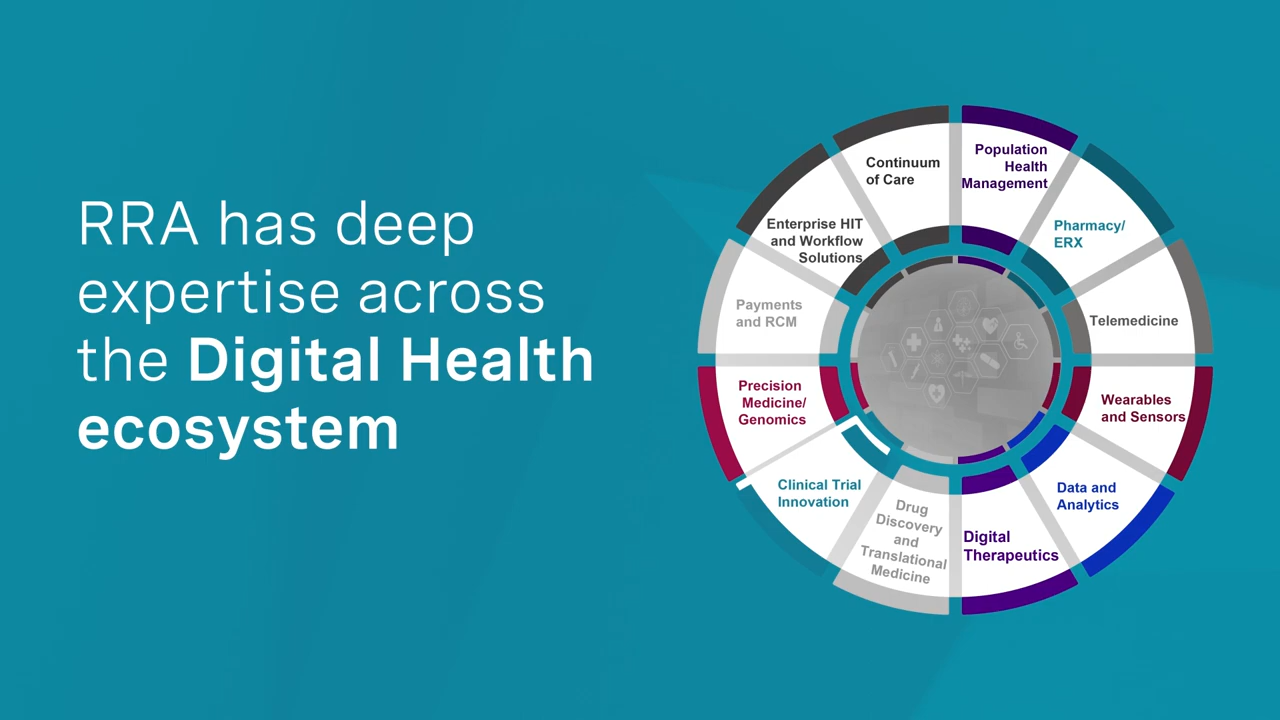 RRA has deep
expertise across
the Digital Health
ecosystem
Population
Health
Management
Pharmacy/
ERX
Telemedicine
Wearables
and Sensors
Data and
Analytics
Digital
Therapeutics
Drug
Discovery
and
Translational
Medicine
Clinical Trial
Innovation
Precision
Medicine/
Genomics
Payments
and RCM
Enterprise HIT
and Workflow
Solutions
Continuum
of Care